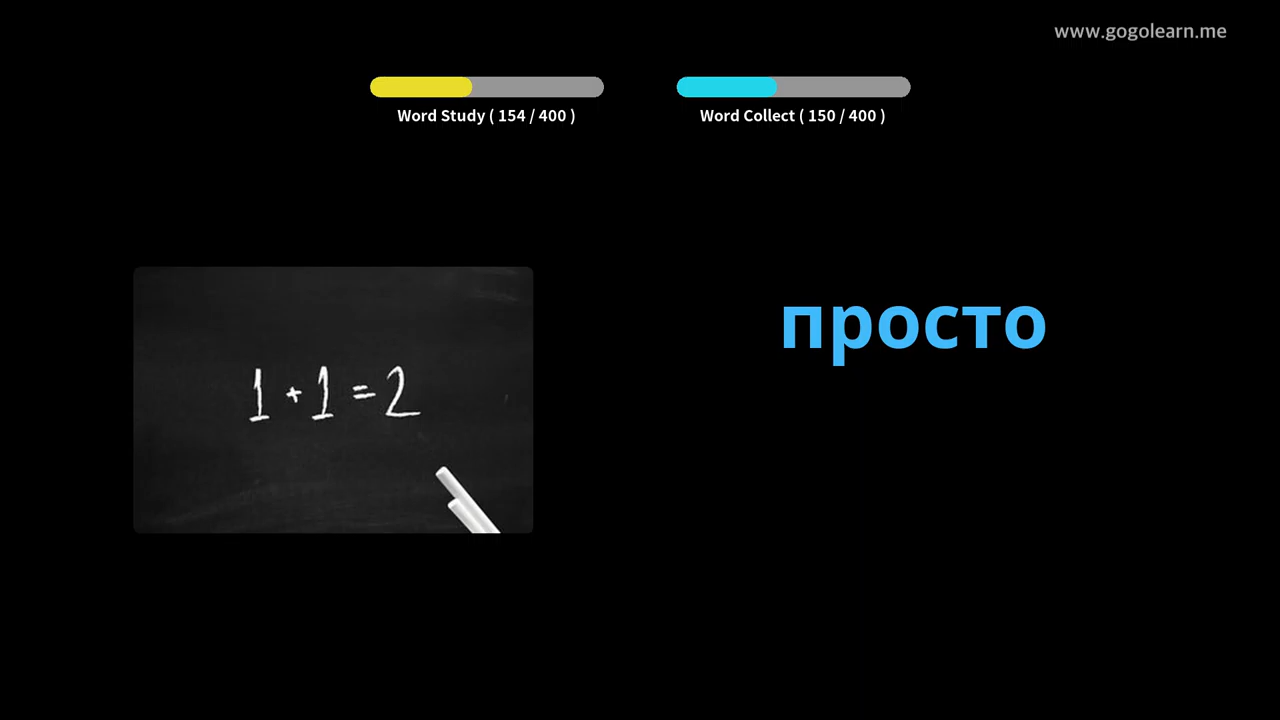 www.gogolearn.me
Word Study ( 154 / 400 )
Word Collect ( 150 / 400 )
просто
1 + 1 = 2